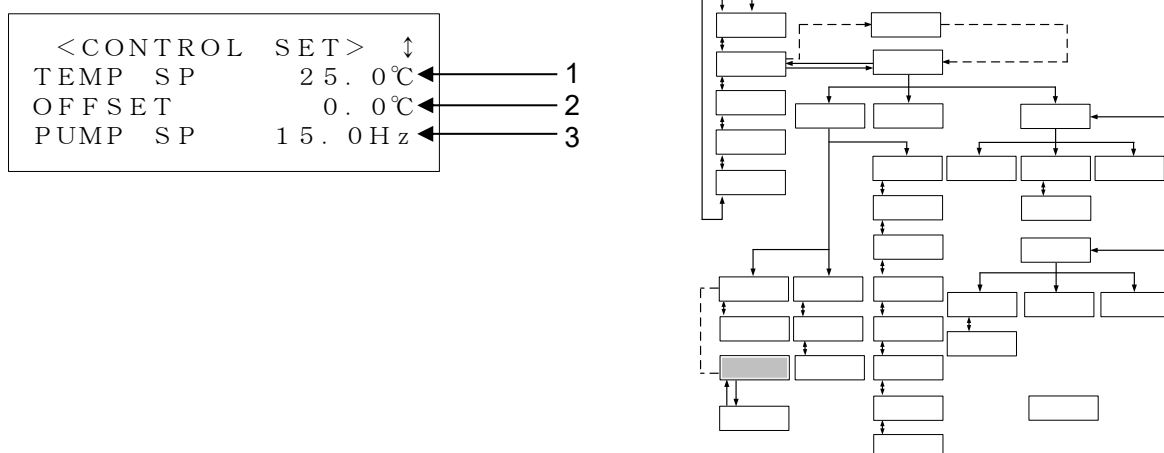 <CONTROL SET> ↕
TEMP SP 25.0℃ 1
OFFSET 0.0℃ 2
PUMP SP 15.0Hz 3